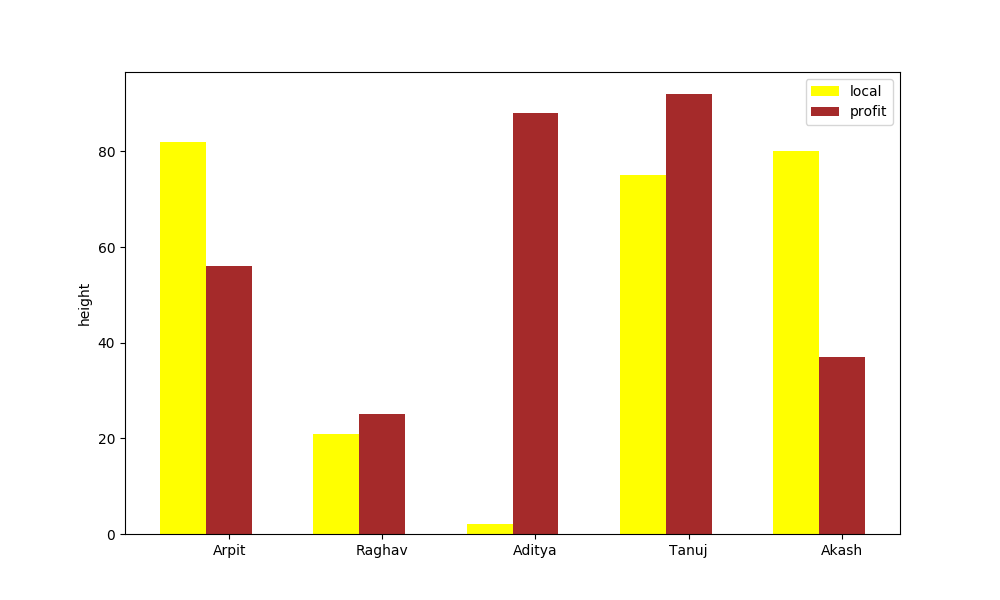 local
profit
80
60
40
20
0
height
Arpit
Raghav
Aditya
Tanuj
Akash